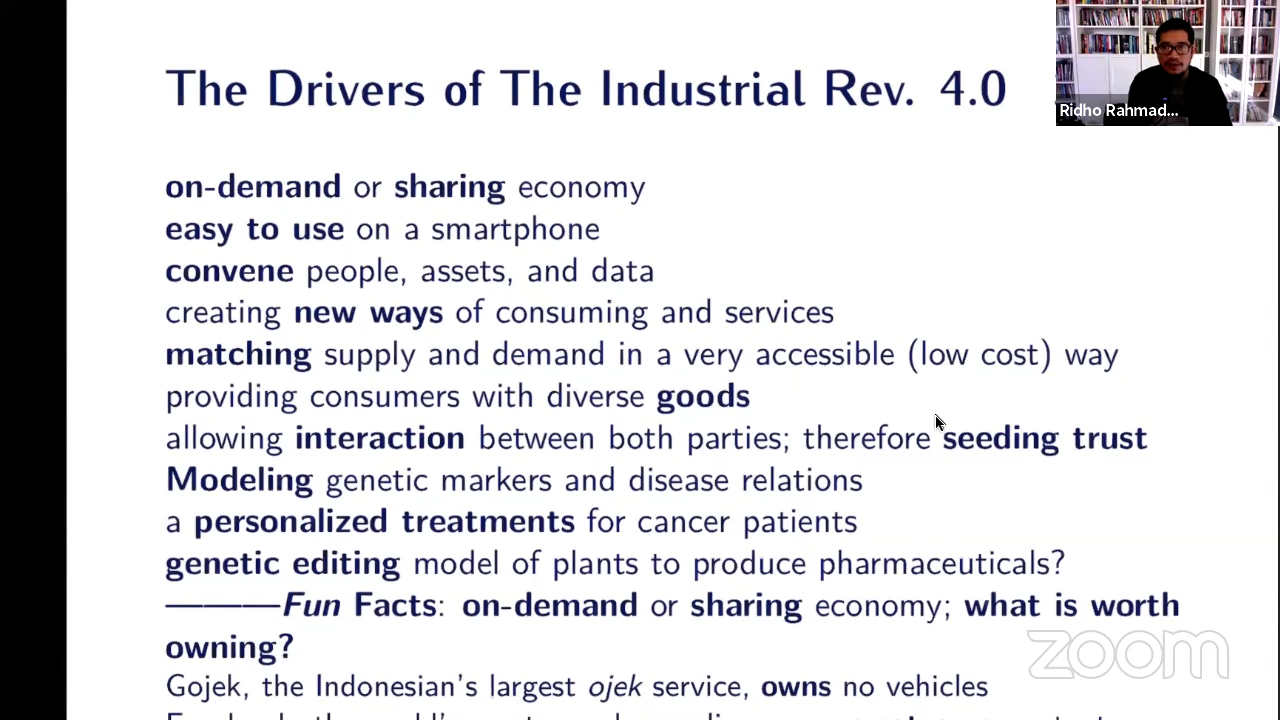 The Drivers of The Industrial Rev. 4.0
Ridho Rahmad...
on-demand or sharing economy
easy to use on a smartphone
convene people, assets, and data
creating new ways of consuming and services
matching supply and demand in a very accessible (low cost) way
providing consumers with diverse goods
allowing interaction between both parties; therefore seeding trust
Modeling genetic markers and disease relations
a personalized treatments for cancer patients
genetic editing model of plants to produce pharmaceuticals?
———Fun Facts: on-demand or sharing economy; what is worth
owning?
zoom
Gojek, the Indonesian's largest ojek service, owns no vehicles